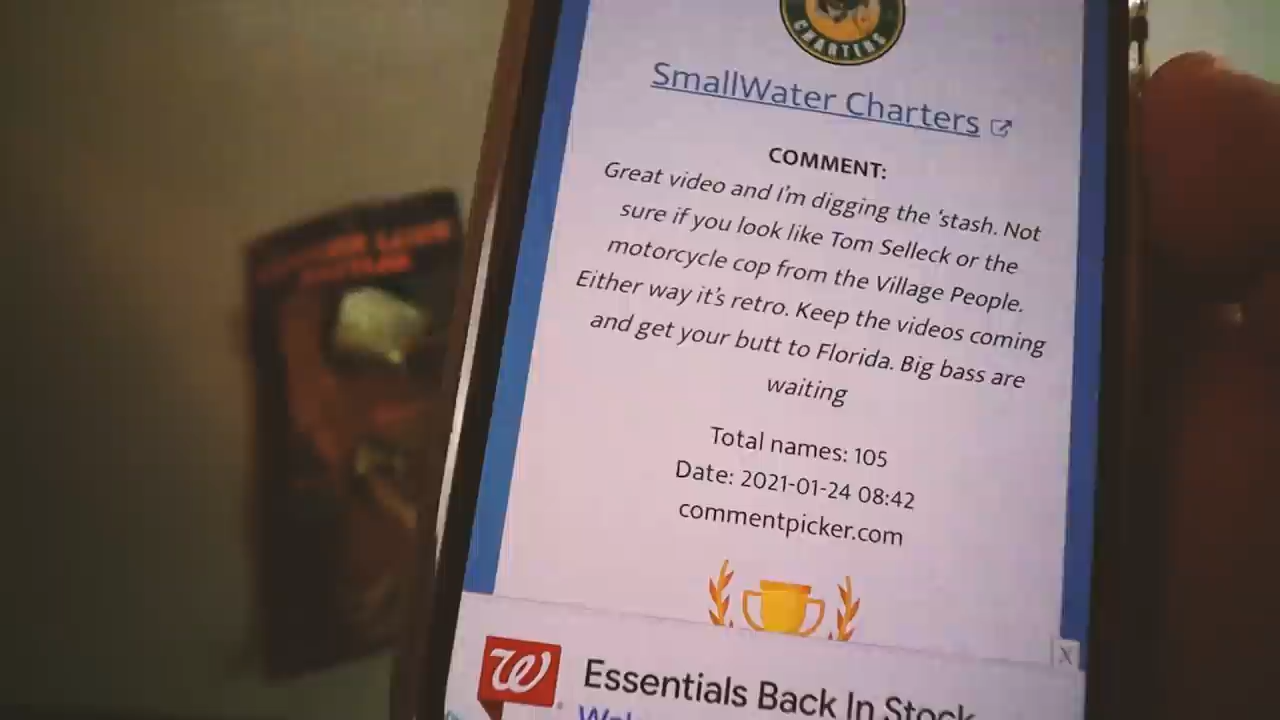 CHARTERS
SmallWater Charters
COMMENT:
Great video and I'm digging the 'stash. Not
sure if you look like Tom Selleck or the
motorcycle cop from the Village People.
Either way it's retro. Keep the videos coming
and get your butt to Florida. Big bass are
waiting
Total names: 105
Date: 2021-01-24 08:42
commentpicker.com
X
W
Essentials Back In Stock